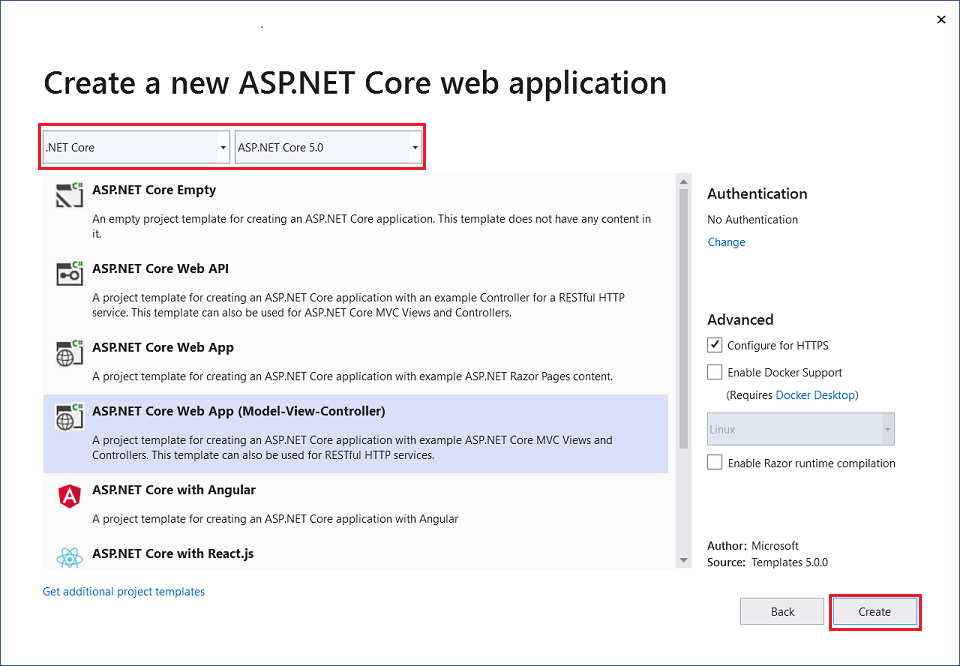 Create a new ASP.NET Core web application
.NET Core
ASP.NET Core 5.0
ASP.NET Core Empty
An empty project template for creating an ASP.NET Core application. This template does not have any content in
it.
ASP.NET Core Web API
A project template for creating an ASP.NET Core application with an example Controller for a RESTful HTTP
service. This template can also be used for ASP.NET Core MVC Views and Controllers.
ASP.NET Core Web App
A project template for creating an ASP.NET Core application with example ASP.NET Razor Pages content.
ASP.NET Core Web App (Model-View-Controller)
A project template for creating an ASP.NET Core application with example ASP.NET Core MVC Views and
Controllers. This template can also be used for RESTful HTTP services.
ASP.NET Core with Angular
A project template for creating an ASP.NET Core application with Angular
ASP.NET Core with React.js
Get additional project templates
Authentication
No Authentication
Change
Advanced
Configure for HTTPS
Enable Docker Support
(Requires Docker Desktop)
Linux
Enable Razor runtime compilation
Author: Microsoft
Source: Templates 5.0.0
Back
Create